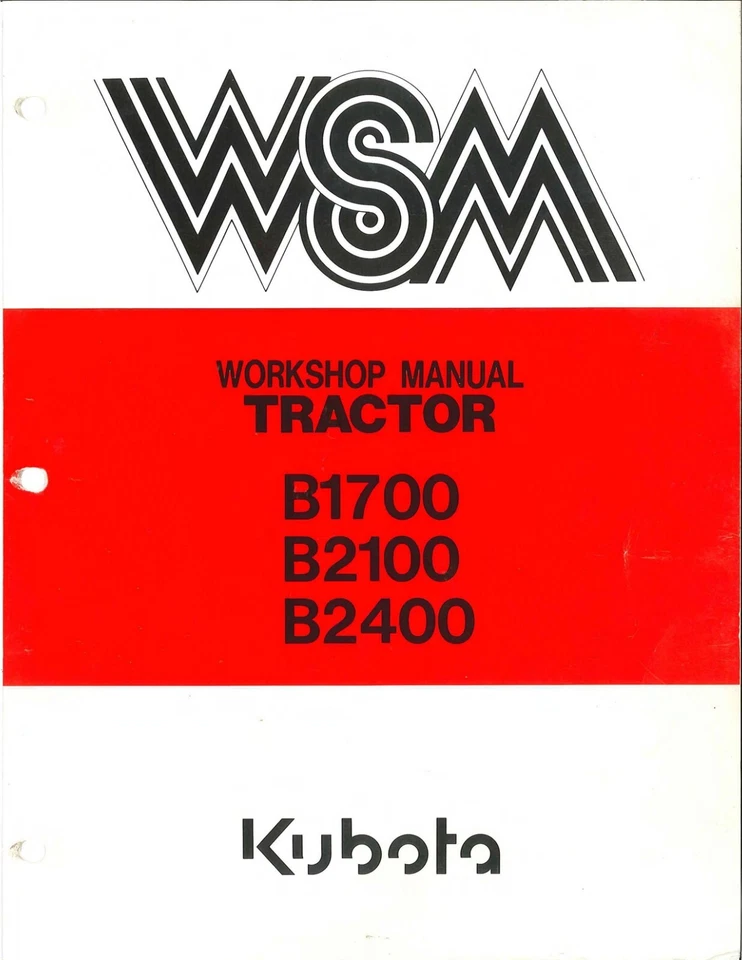 WSM
WORKSHOP MANUAL
TRACTOR
B1700
B2100
B2400
Kubota